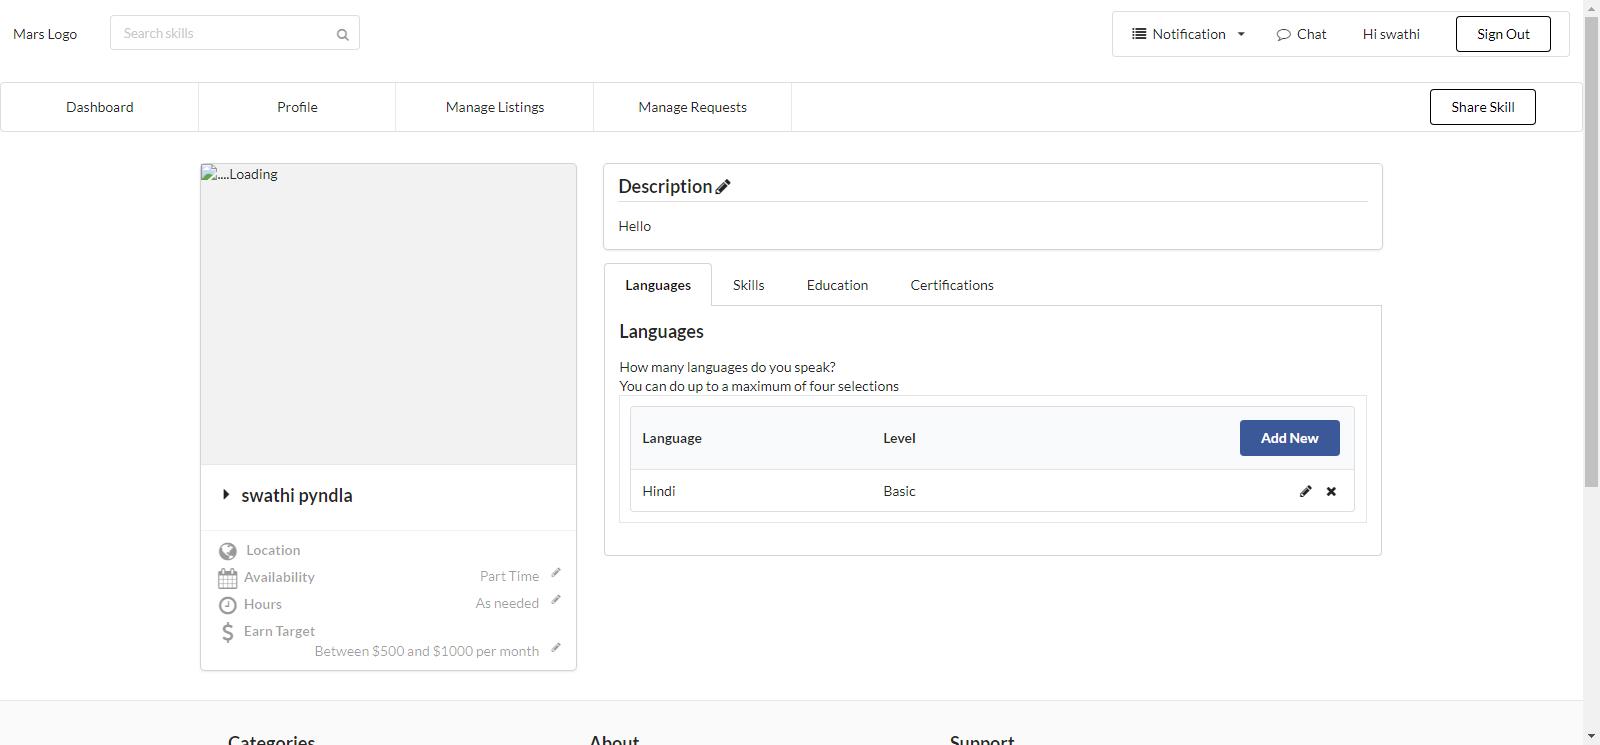 Mars Logo
Search skills
Notification
Chat
Hi swathi
Sign Out
Dashboard
Profile
Manage Listings
Manage Requests
Share Skill
....Loading
swathi pyndla
Location
Availability
Part Time
Hours
As needed
Earn Target
Between $500 and $1000 per month
Description
Hello
Languages
Skills
Education
Certifications
Languages
How many languages do you speak?
You can do up to a maximum of four selections
Language
Level
Add New
Hindi
Basic
Categories
About
Support